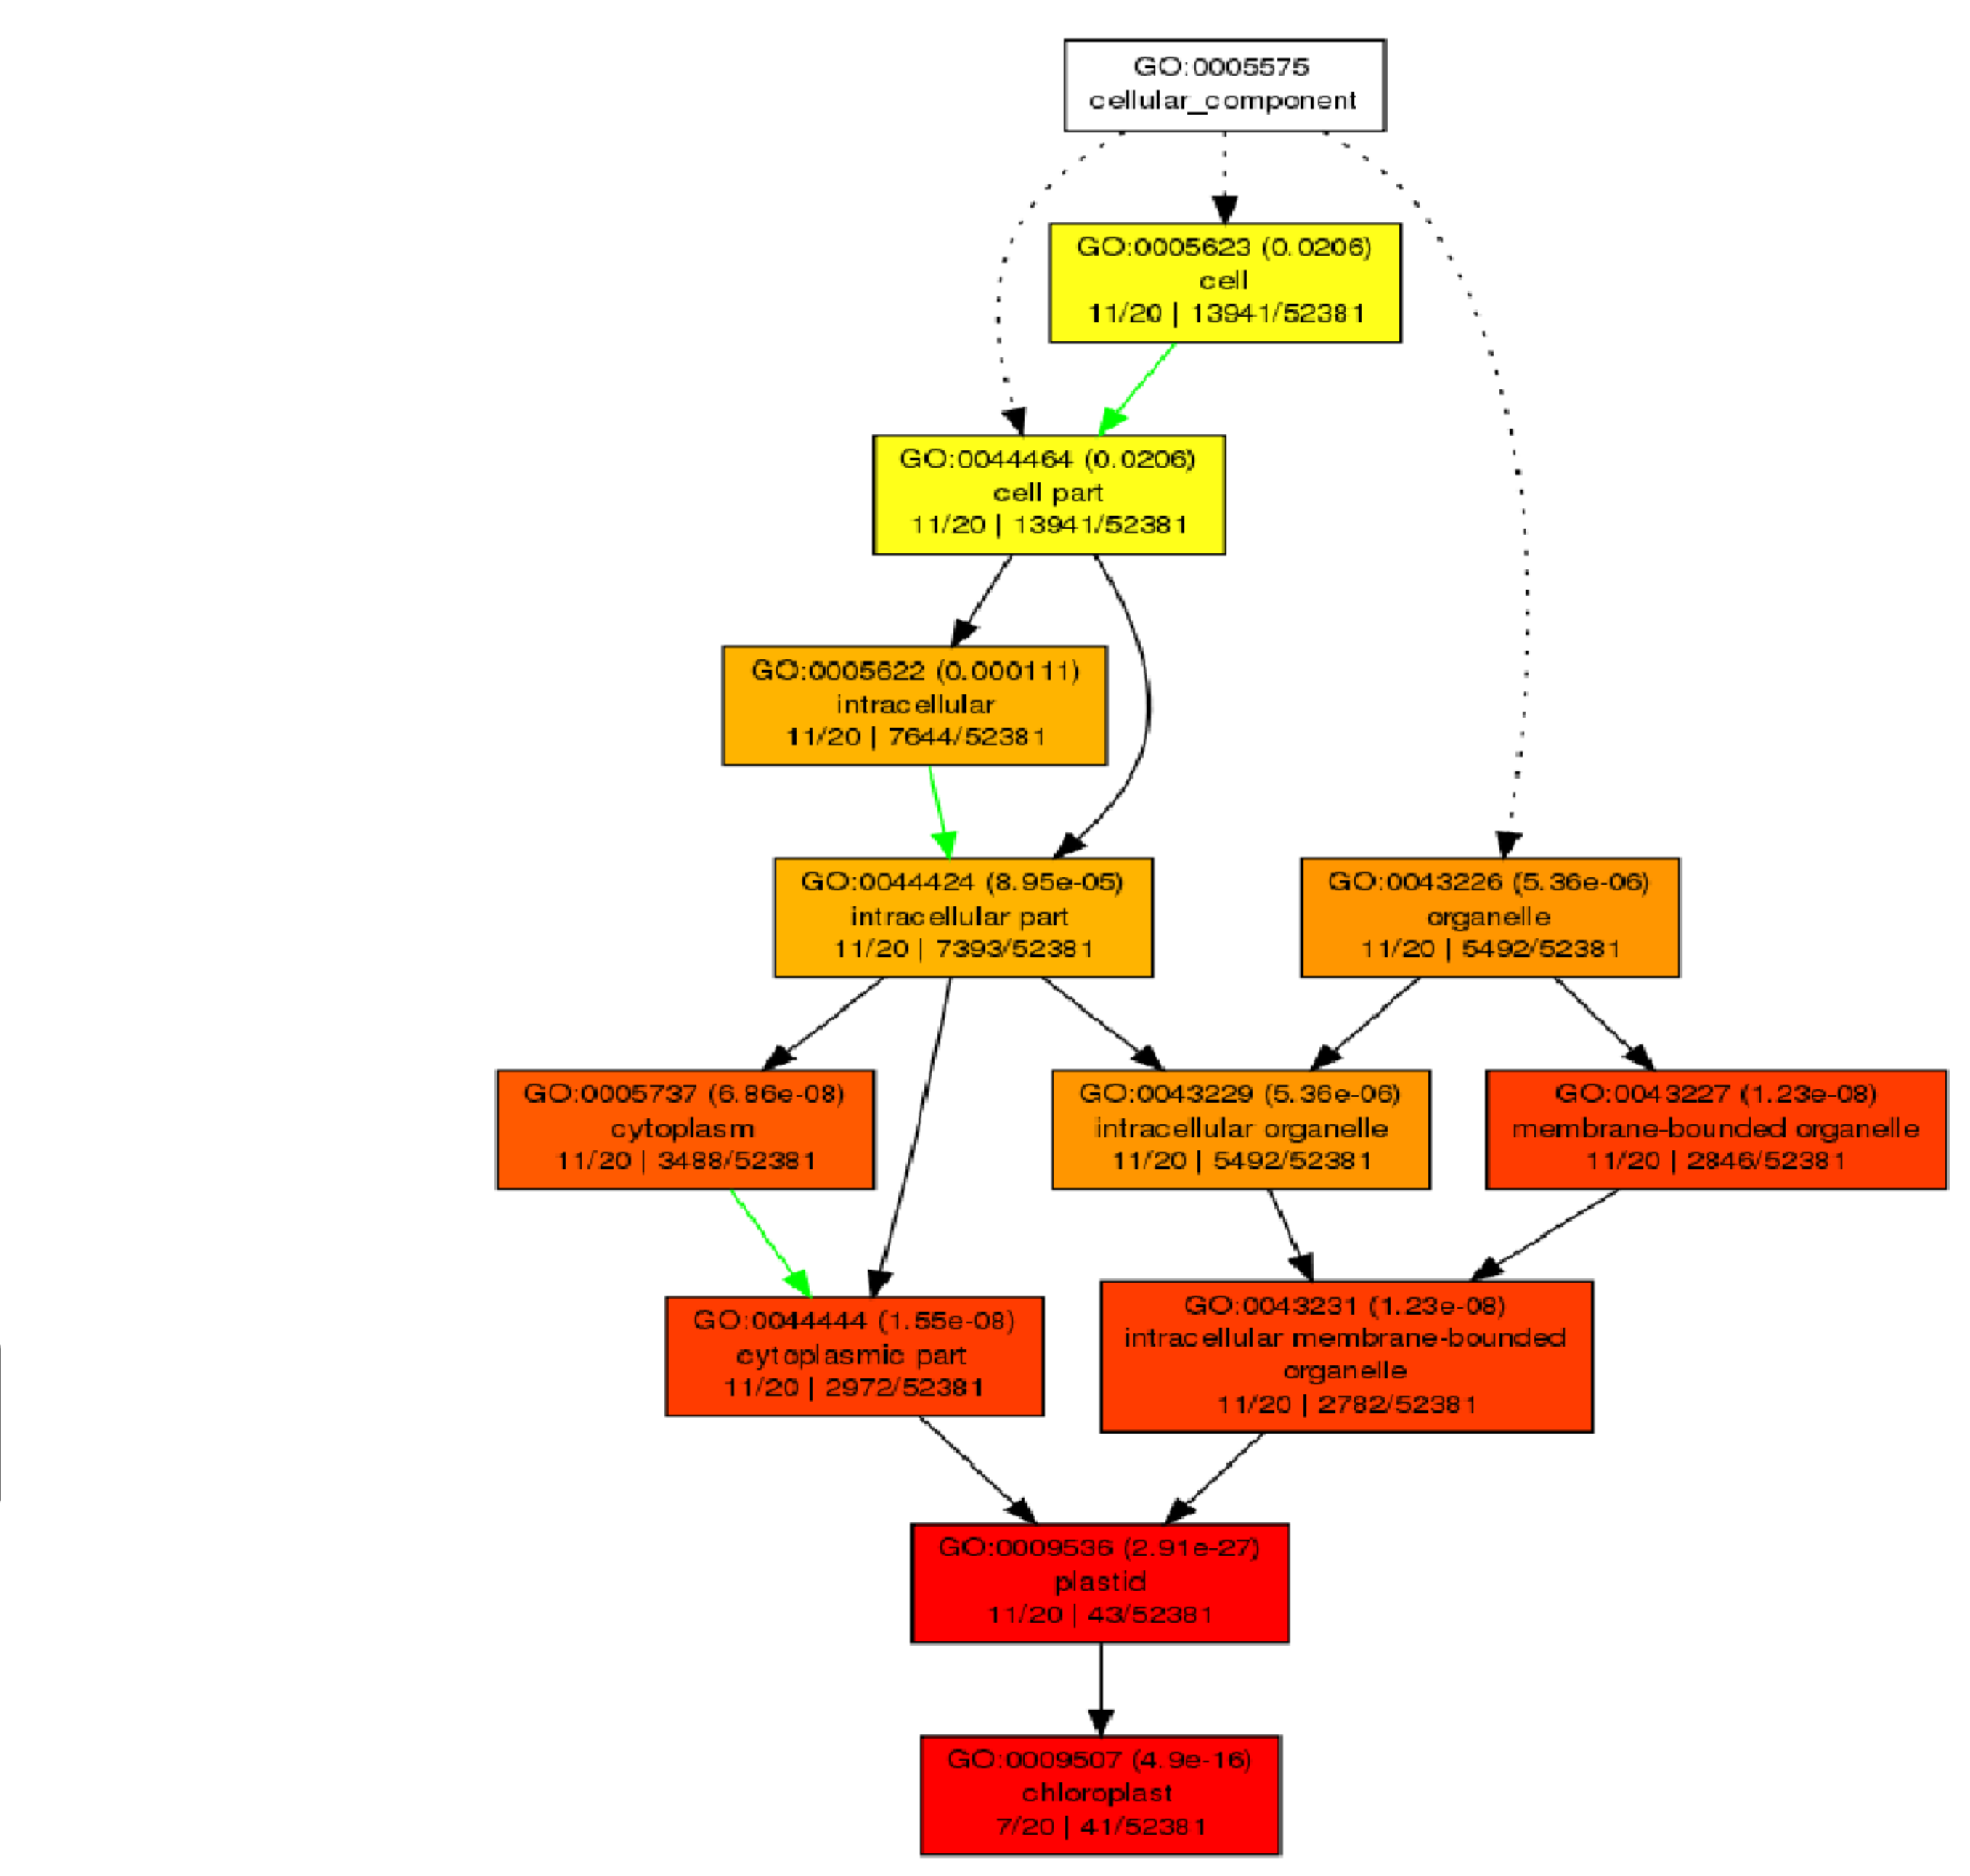 GO:0005575
cellular_component
GO:0005623 (0.0206)
cell
11/20 | 13941/52381
GO:0044464 (0.0206)
cell part
11/20 | 13941/52381
GO:0005622 (0.000111)
intracellular
11/20 | 7644/52381
GO:0044424 (8.95e-05)
intracellular part
11/20 | 7393/52381
GO:0043226 (5.36e-06)
organelle
11/20 | 5492/52381
GO:0005737 (6.86e-08)
cytoplasm
11/20 | 3488/52381
GO:0043229 (5.36e-06)
intracellular organelle
11/20 | 5492/52381
GO:0043227 (1.23e-08)
membrane-bounded organelle
11/20 | 2846/52381
GO:0044444 (1.55e-08)
cytoplasmic part
11/20 | 2972/52381
GO:0043231 (1.23e-08)
intracellular membrane-bounded
organelle
11/20 | 2782/52381
GO:0009536 (2.91e-27)
plastid
11/20 | 43/52381
GO:0009507 (4.9e-16)
chloroplast
7/20 | 41/52381